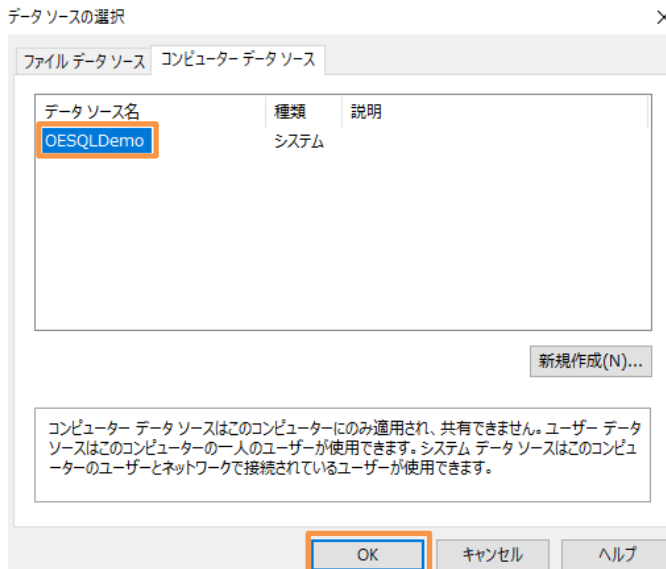 データ ソースの選択
ファイル データ ソース コンピューター データ ソース
データ ソース名 種類 説明
OESQLDemo システム
新規作成(N)...
コンピューター データ ソースはこのコンピューターにのみ適用され、共有できません。ユーザー データ
ソースはこのコンピューターの一人のユーザーが使用できます。システム データ ソースはこのコンピュ
ーターのユーザーとネットワークで接続されているユーザーが使用できます。
OK キャンセル ヘルプ